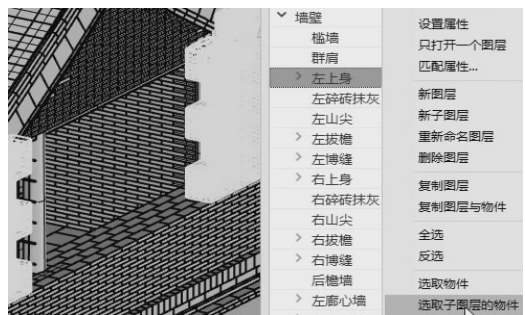 墙壁
槛墙
群肩
左上身
左碎砖抹灰
左山尖
左拔檐
左博缝
右上身
右碎砖抹灰
右山尖
右拔檐
右博缝
后檐墙
左廊心墙
设置属性
只打开一个图层
匹配属性...
新图层
新子图层
重新命名图层
删除图层
复制图层
复制图层与物件
全选
反选
选取物件
选取子图层的物件